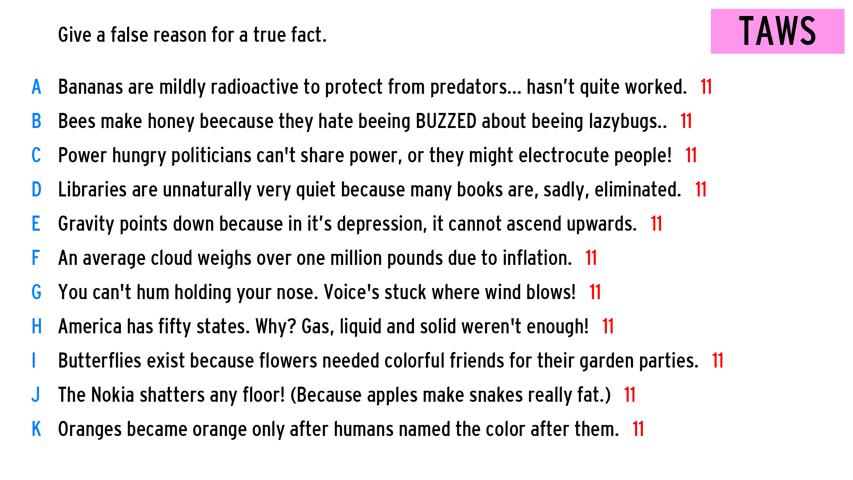 Give a false reason for a true fact.
TAWS
A Bananas are mildly radioactive to protect from predators... hasn't quite worked. 11
B Bees make honey beecause they hate beeing BUZZED about beeing lazybugs.. 11
C Power hungry politicians can't share power, or they might electrocute people! 11
D Libraries are unnaturally very quiet because many books are, sadly, eliminated. 11
E Gravity points down because in it's depression, it cannot ascend upwards. 11
F An average cloud weighs over one million pounds due to inflation. 11
G You can't hum holding your nose. Voice's stuck where wind blows! 11
H America has fifty states. Why? Gas, liquid and solid weren't enough! 11
I Butterflies exist because flowers needed colorful friends for their garden parties. 11
J The Nokia shatters any floor! (Because apples make snakes really fat.) 11
K Oranges became orange only after humans named the color after them. 11